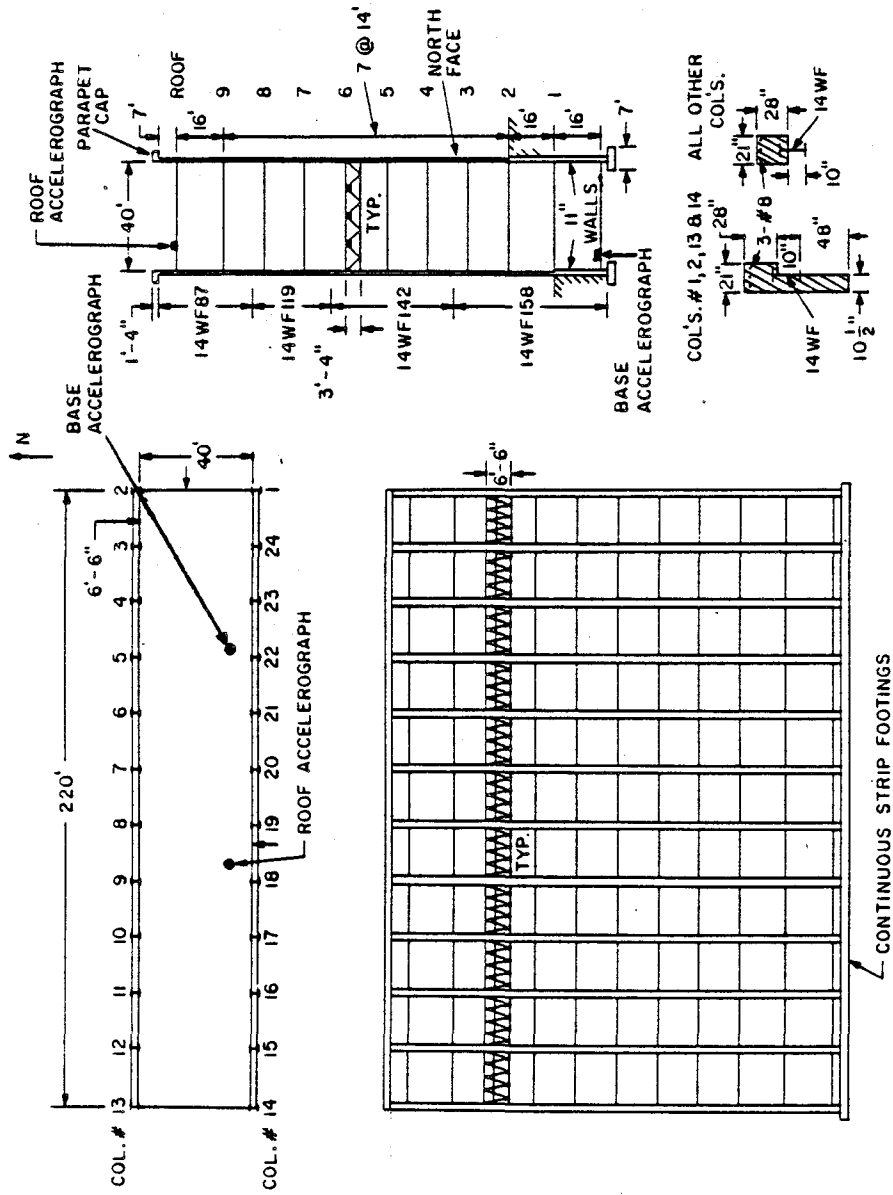 N
BASE
ACCELEROGRAPH
220'
COL.# 13 12 11 10 9 8 7 6 5 4 3 2
6'-6"
40'
COL.# 14 15 16 17 18 19 20 21 22 23 24 1
ROOF ACCELEROGRAPH
6'-6"
TYP.
CONTINUOUS STRIP FOOTINGS
ROOF
ACCELEROGRAPH
PARAPET
CAP
1'-4"
40'
7'
ROOF
16'
14WF87
9
8
14WF119
7
7 @ 14'
3'-4"
6
TYP.
5
14WF142
4
NORTH
FACE
3
2
14WF158
16'
1
11"
WALLS
16'
7'
BASE
ACCELEROGRAPH
COL'S. # 1, 2, 13 & 14
28"
21"
3-#8
10"
48"
14WF
10 1/2"
ALL OTHER
COL'S.
28"
21"
14WF
10"